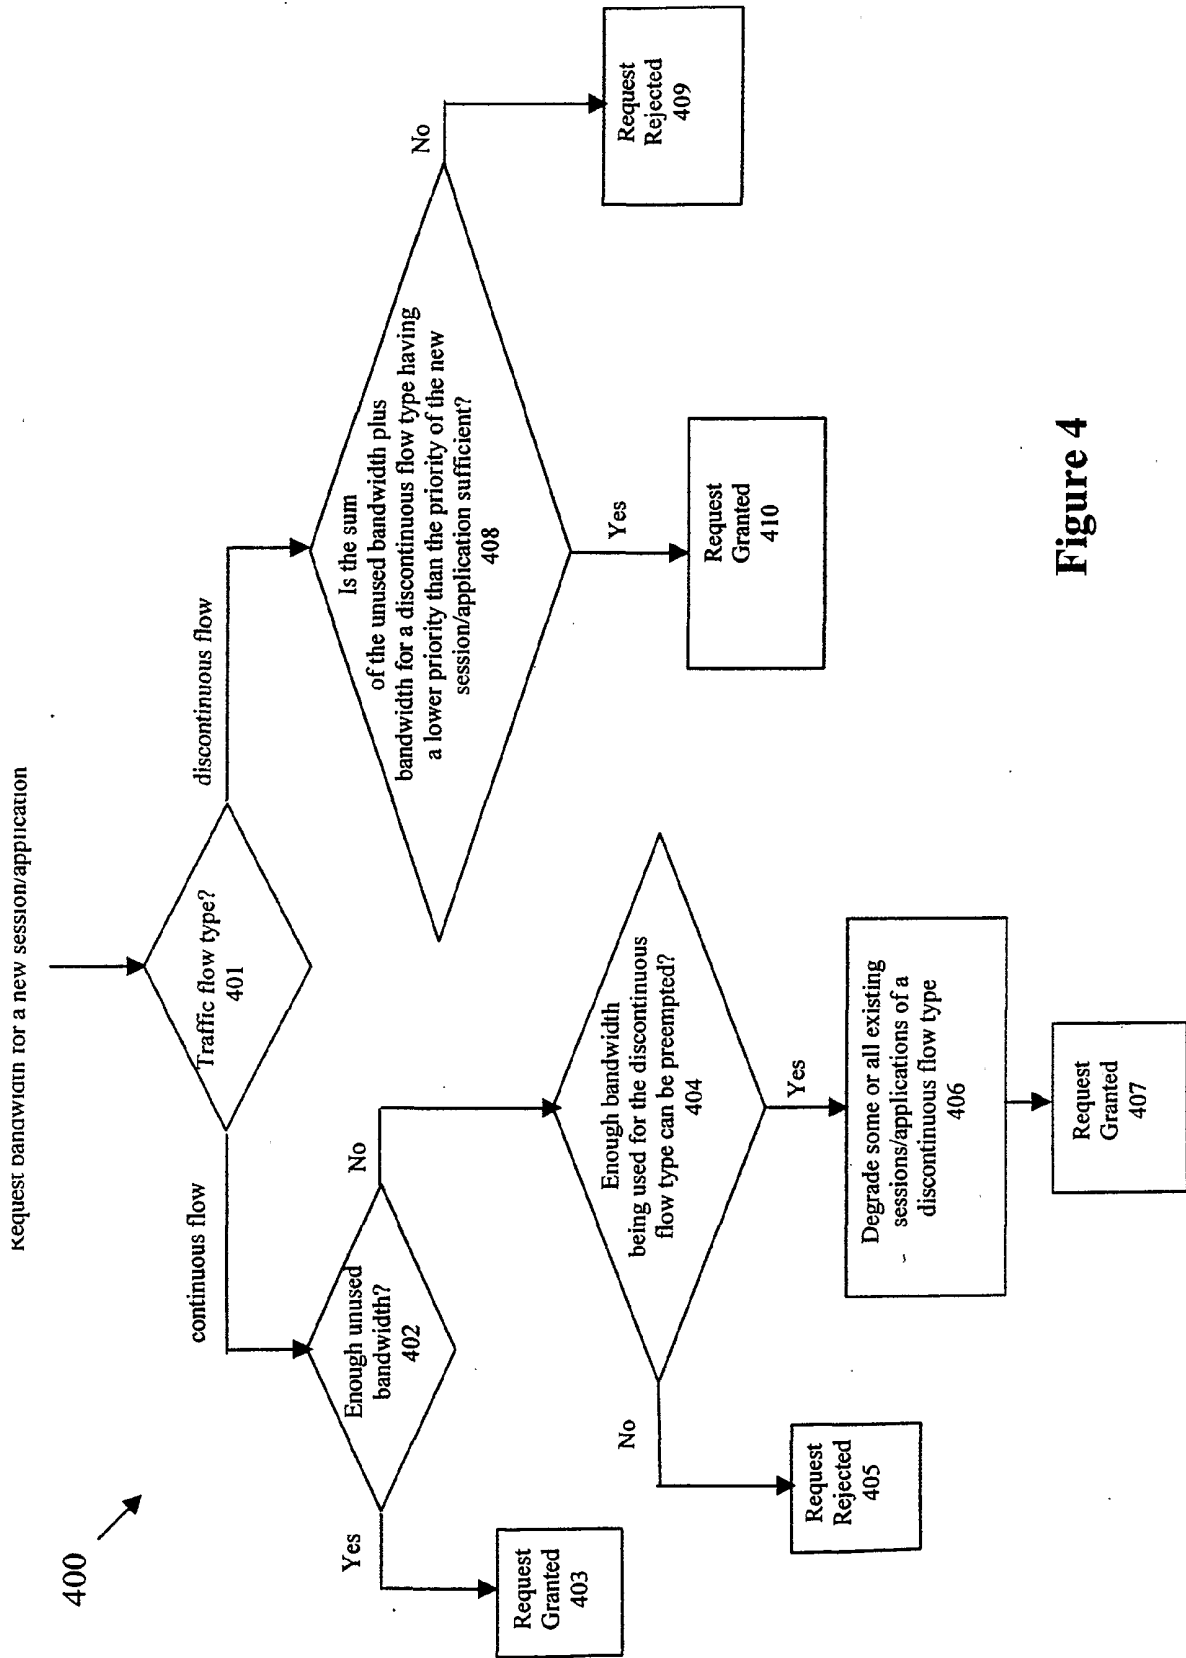 Request bandwidth for a new session/application
400
Traffic flow type?
401
continuous flow
discontinuous flow
Enough unused
bandwidth?
402
Yes
No
Request
Granted
403
Enough bandwidth
being used for the discontinuous
flow type can be preempted?
404
No
Yes
Request
Rejected
405
Degrade some or all existing
sessions/applications of a
discontinuous flow type
406
Request
Granted
407
Is the sum
of the unused bandwidth plus
bandwidth for a discontinuous flow type having
a lower priority than the priority of the new
session/application sufficient?
408
No
Yes
Request
Rejected
409
Request
Granted
410
Figure 4